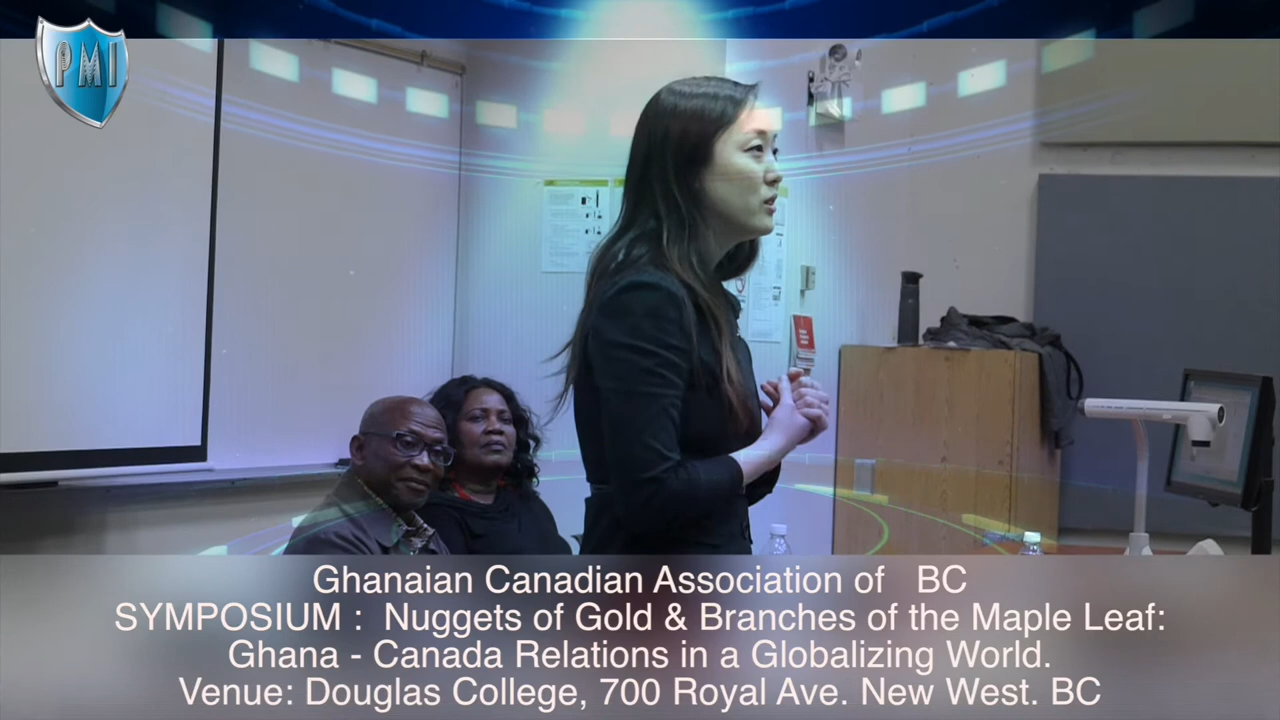 PMI
Ghanaian Canadian Association of BC
SYMPOSIUM : Nuggets of Gold & Branches of the Maple Leaf:
Ghana - Canada Relations in a Globalizing World.
Venue: Douglas College, 700 Royal Ave. New West. BC